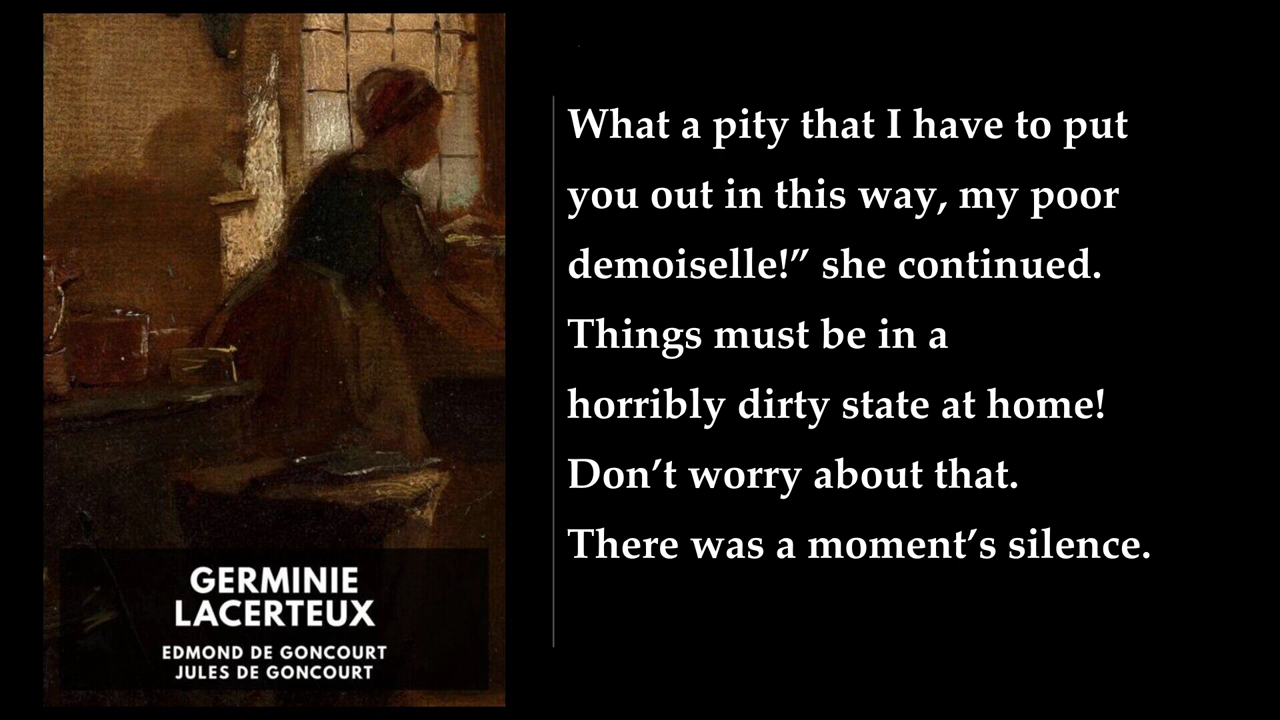 What a pity that I have to put
you out in this way, my poor
demoiselle!” she continued.
Things must be in a
horribly dirty state at home!
Don’t worry about that.
There was a moment’s silence.
GERMINIE
LACERTEUX
EDMOND DE GONCOURT
JULES DE GONCOURT